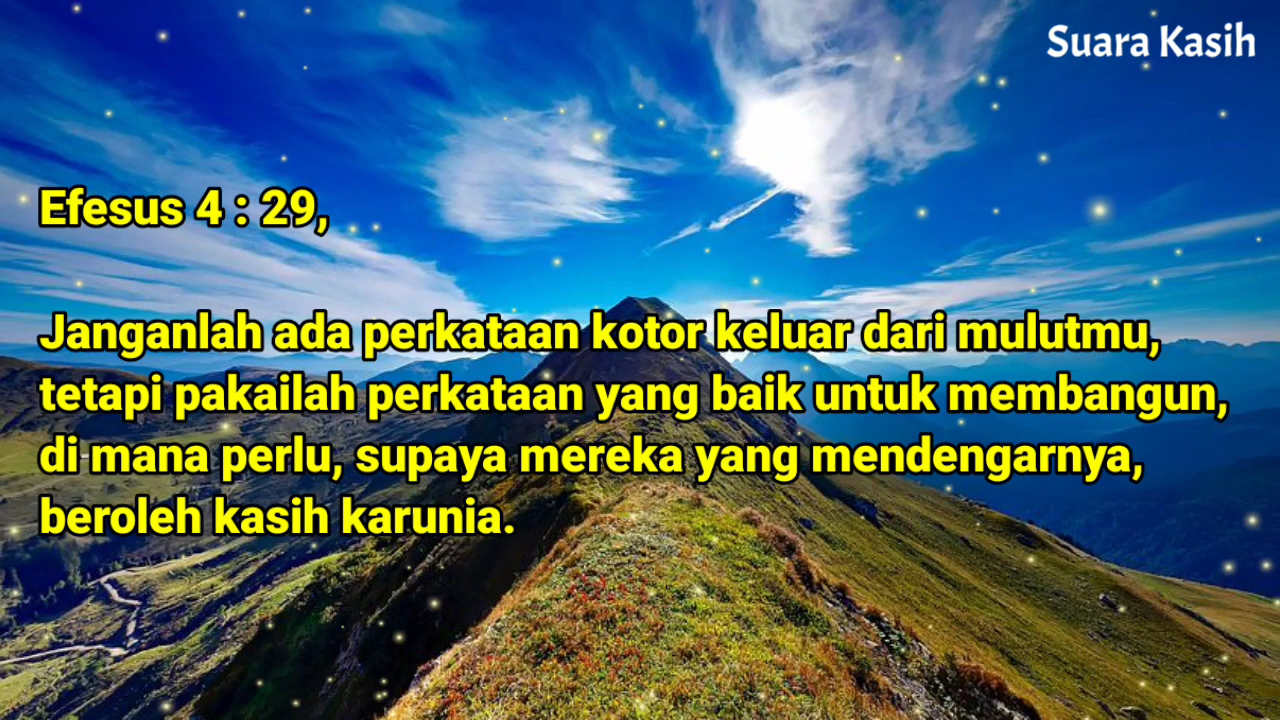 Suara Kasih
Efesus 4 : 29,
Janganlah ada perkataan kotor keluar dari mulutmu,
tetapi pakailah perkataan yang baik untuk membangun,
di mana perlu, supaya mereka yang mendengarnya,
beroleh kasih karunia.